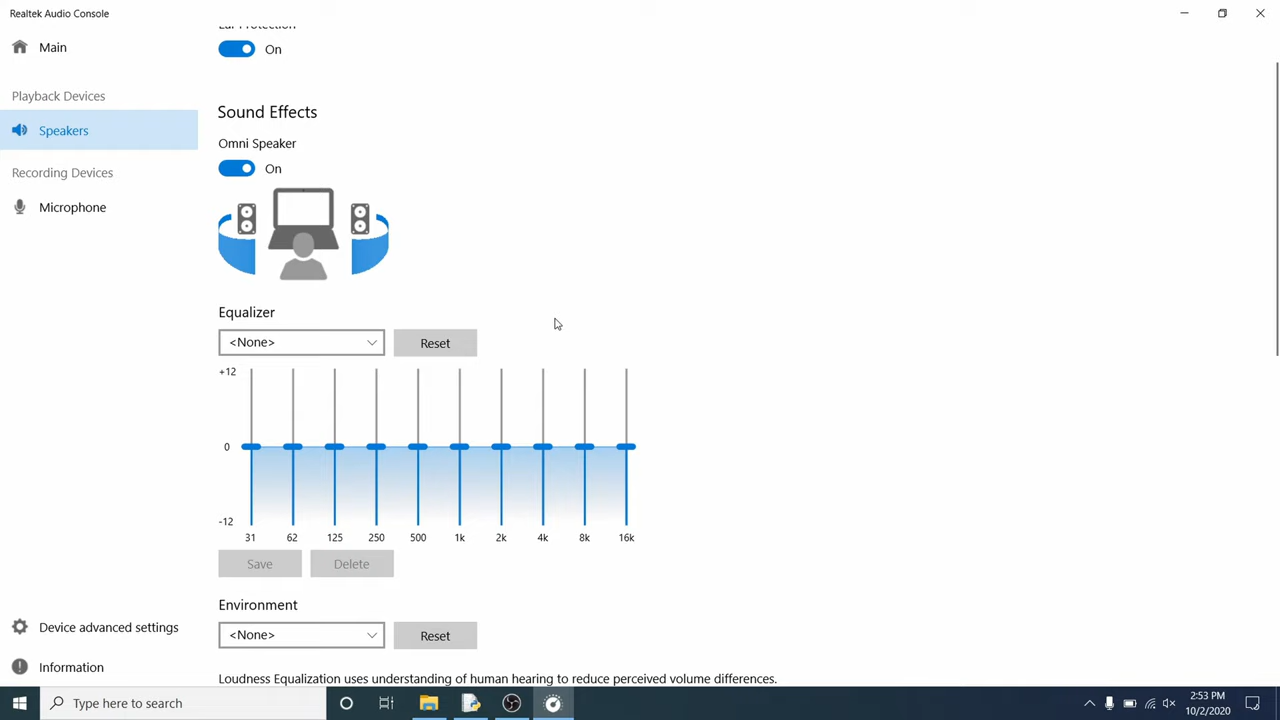 Realtek Audio Console
Main
Playback Devices
Speakers
Recording Devices
Microphone
Device advanced settings
Information
Ear Protection
On
Sound Effects
Omni Speaker
On
Equalizer
<None>
Reset
+12
0
-12
31 62 125 250 500 1k 2k 4k 8k 16k
Save Delete
Environment
<None>
Reset
Loudness Equalization uses understanding of human hearing to reduce perceived volume differences.
Type here to search
2:53 PM
10/2/2020